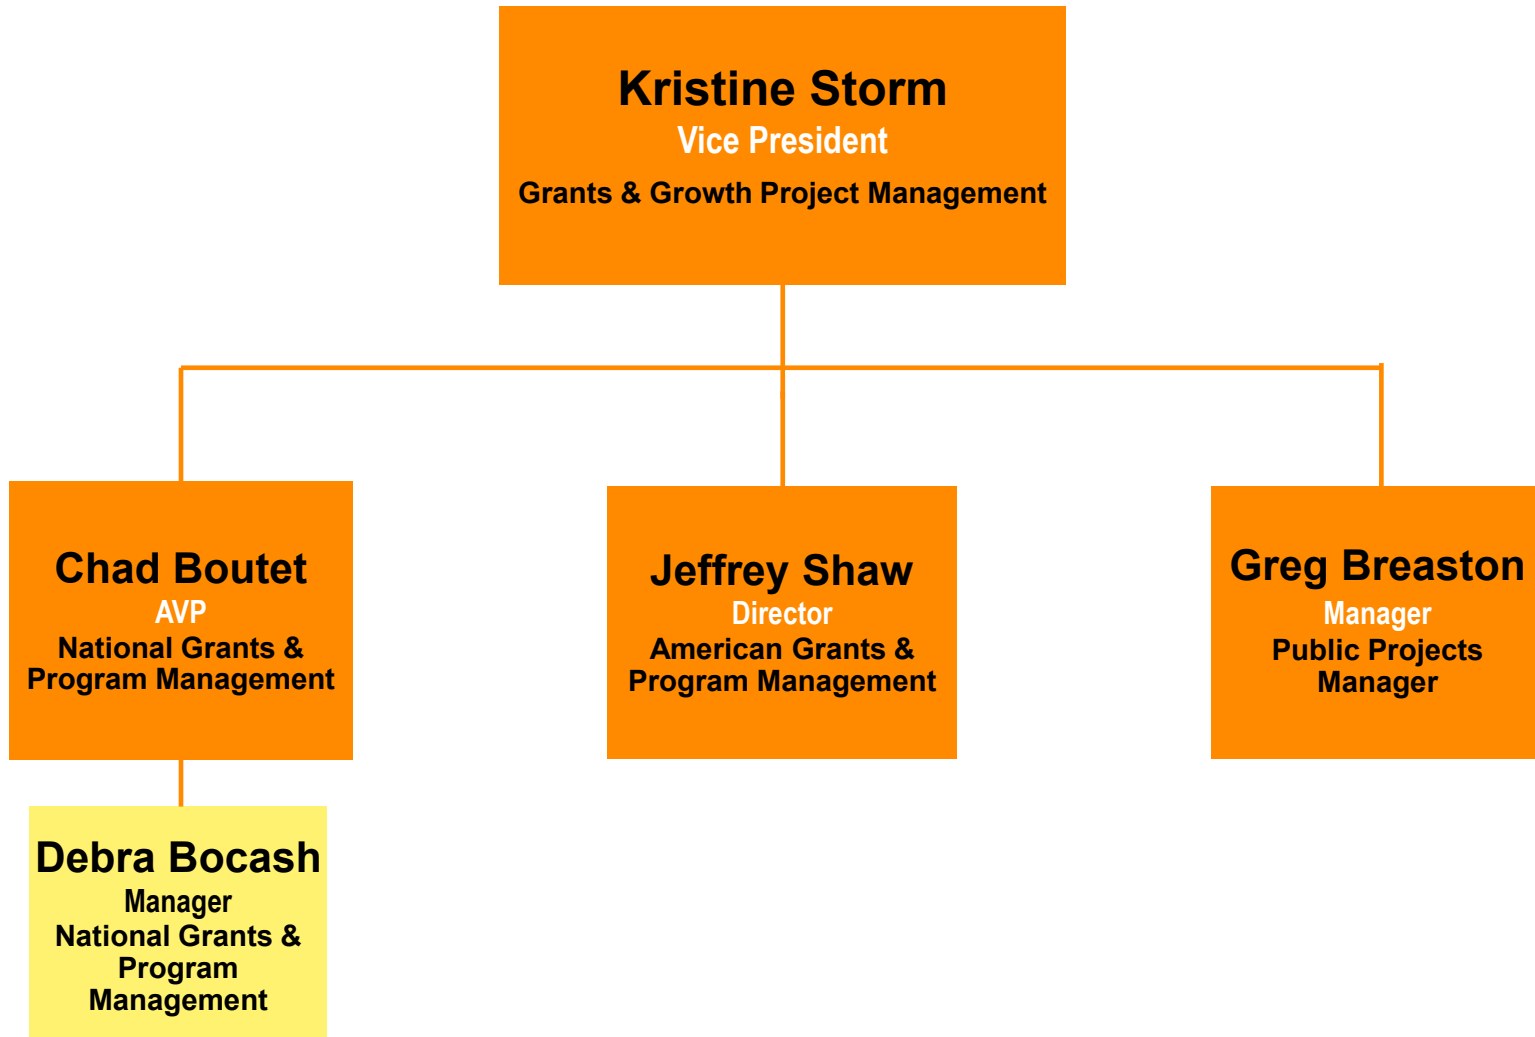 Kristine Storm
Vice President
Grants & Growth Project Management
Chad Boutet
AVP
National Grants &
Program Management
Jeffrey Shaw
Director
American Grants &
Program Management
Greg Breaston
Manager
Public Projects
Manager
Debra Bocash
Manager
National Grants &
Program
Management